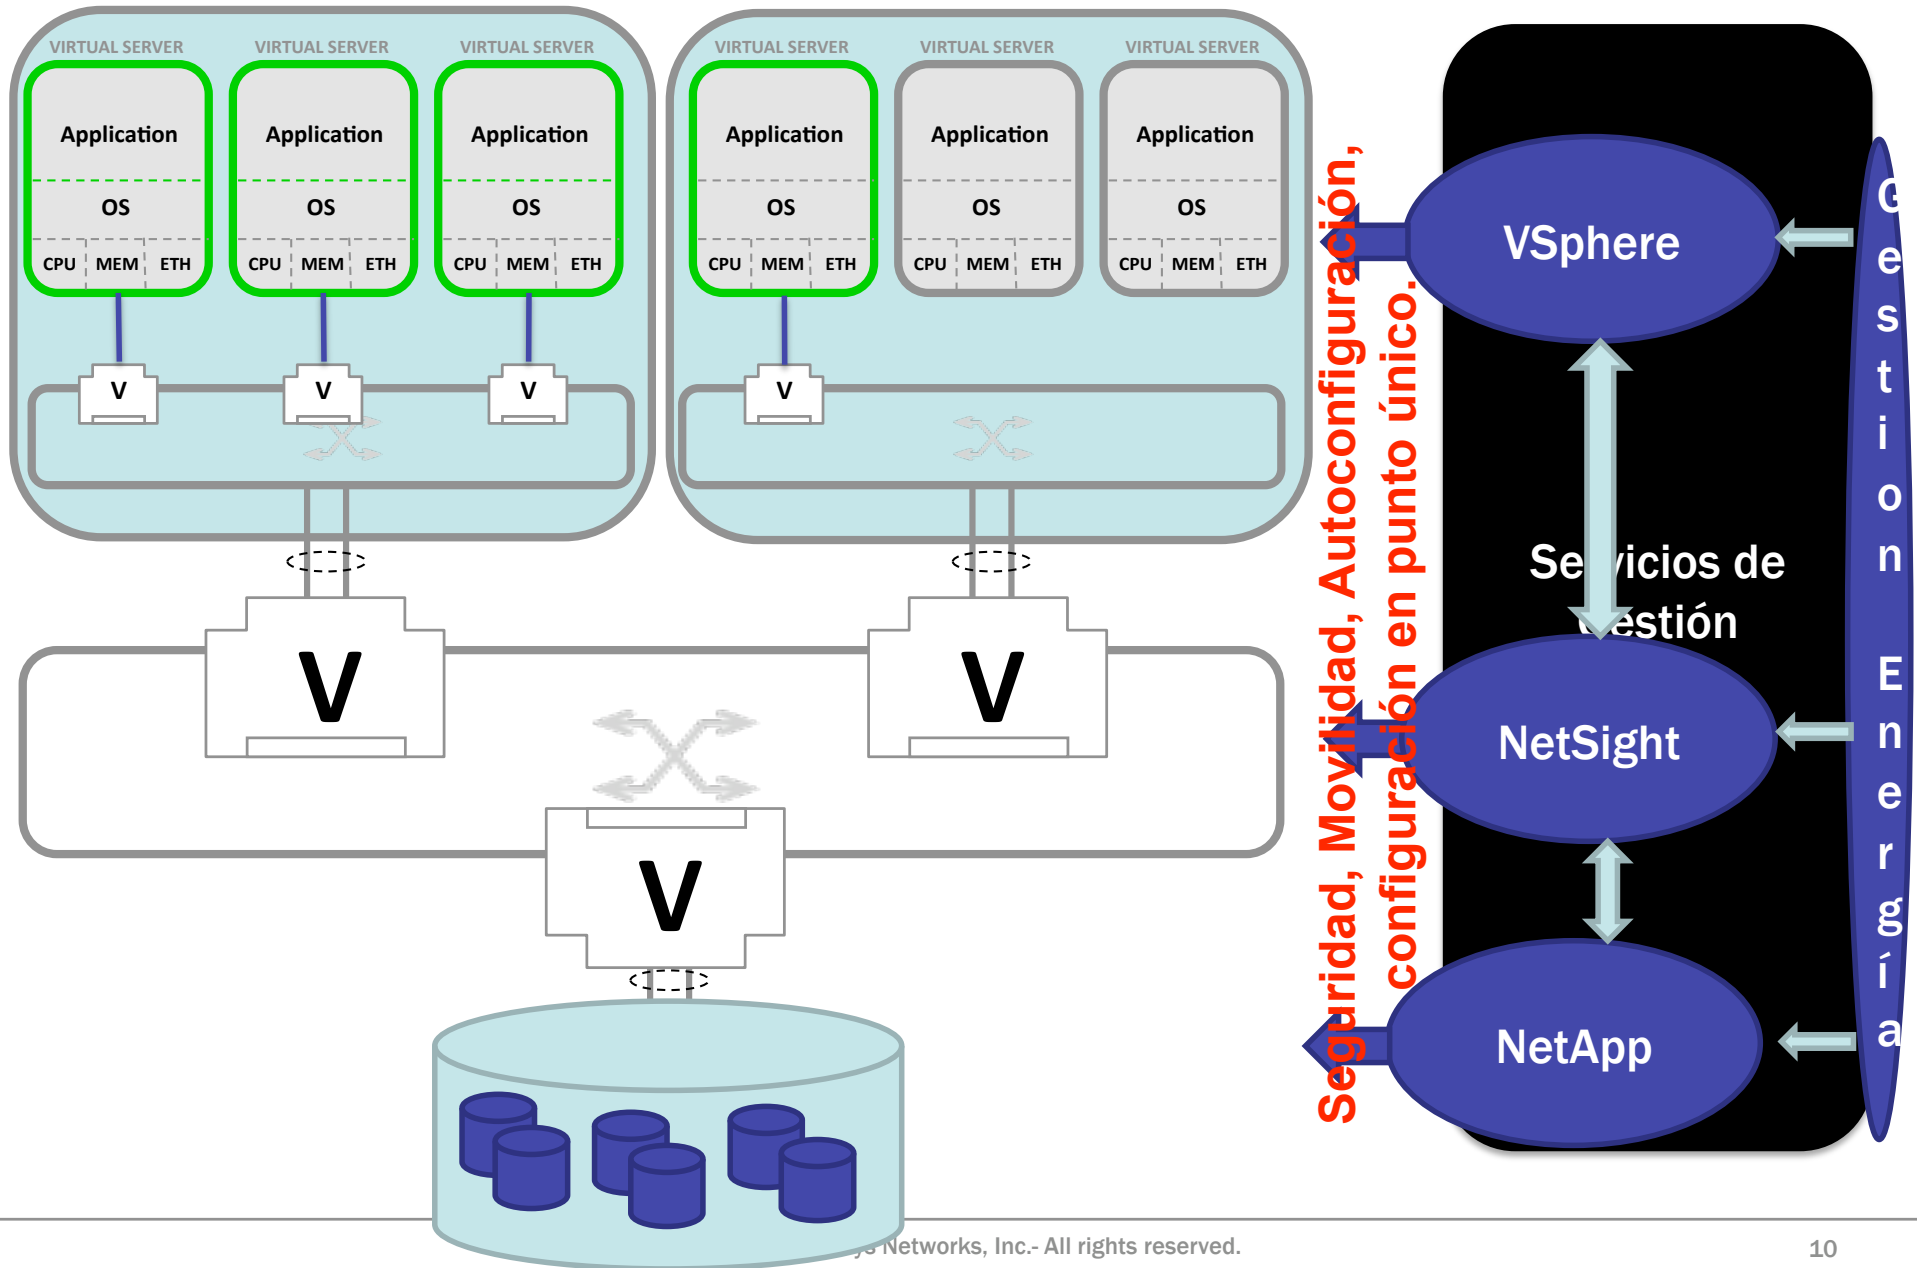 VIRTUAL SERVER VIRTUAL SERVER VIRTUAL SERVER VIRTUAL SERVER VIRTUAL SERVER VIRTUAL SERVER
Application Application Application Application Application Application
OS OS OS OS OS OS
CPU MEM ETH CPU MEM ETH CPU MEM ETH CPU MEM ETH CPU MEM ETH CPU MEM ETH
V V V V
V V
V
Seguridad, Movilidad, Autoconfiguración,
configuración en punto único.
VSphere
Servicios de
Gestión
NetSight
NetApp
Gestion Energía
Networks, Inc.- All rights reserved.
10